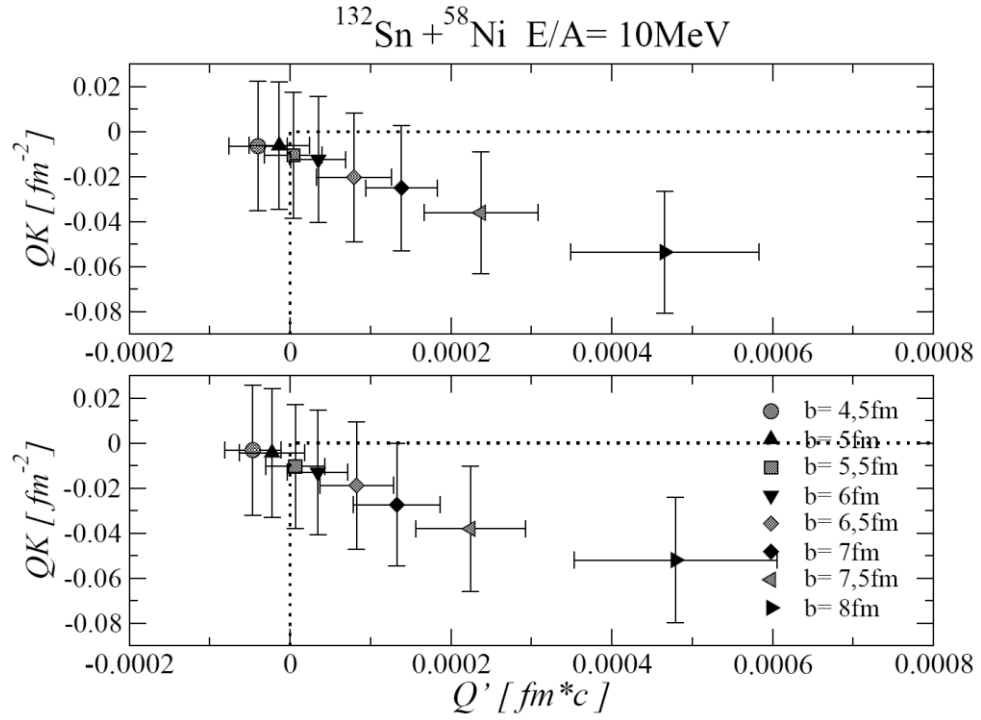 ¹³²Sn + ⁵⁸Ni E/A= 10MeV
0.02
0
-0.02
-0.04
-0.06
-0.08
QK [ fm⁻²]
-0.0002 0 0.0002 0.0004 0.0006 0.0008
0.02
0
-0.02
-0.04
-0.06
-0.08
QK [ fm⁻²]
b= 4,5fm
b= 5fm
b= 5,5fm
b= 6fm
b= 6,5fm
b= 7fm
b= 7,5fm
b= 8fm
-0.0002 0 0.0002 0.0004 0.0006 0.0008
Q' [ fm*c ]